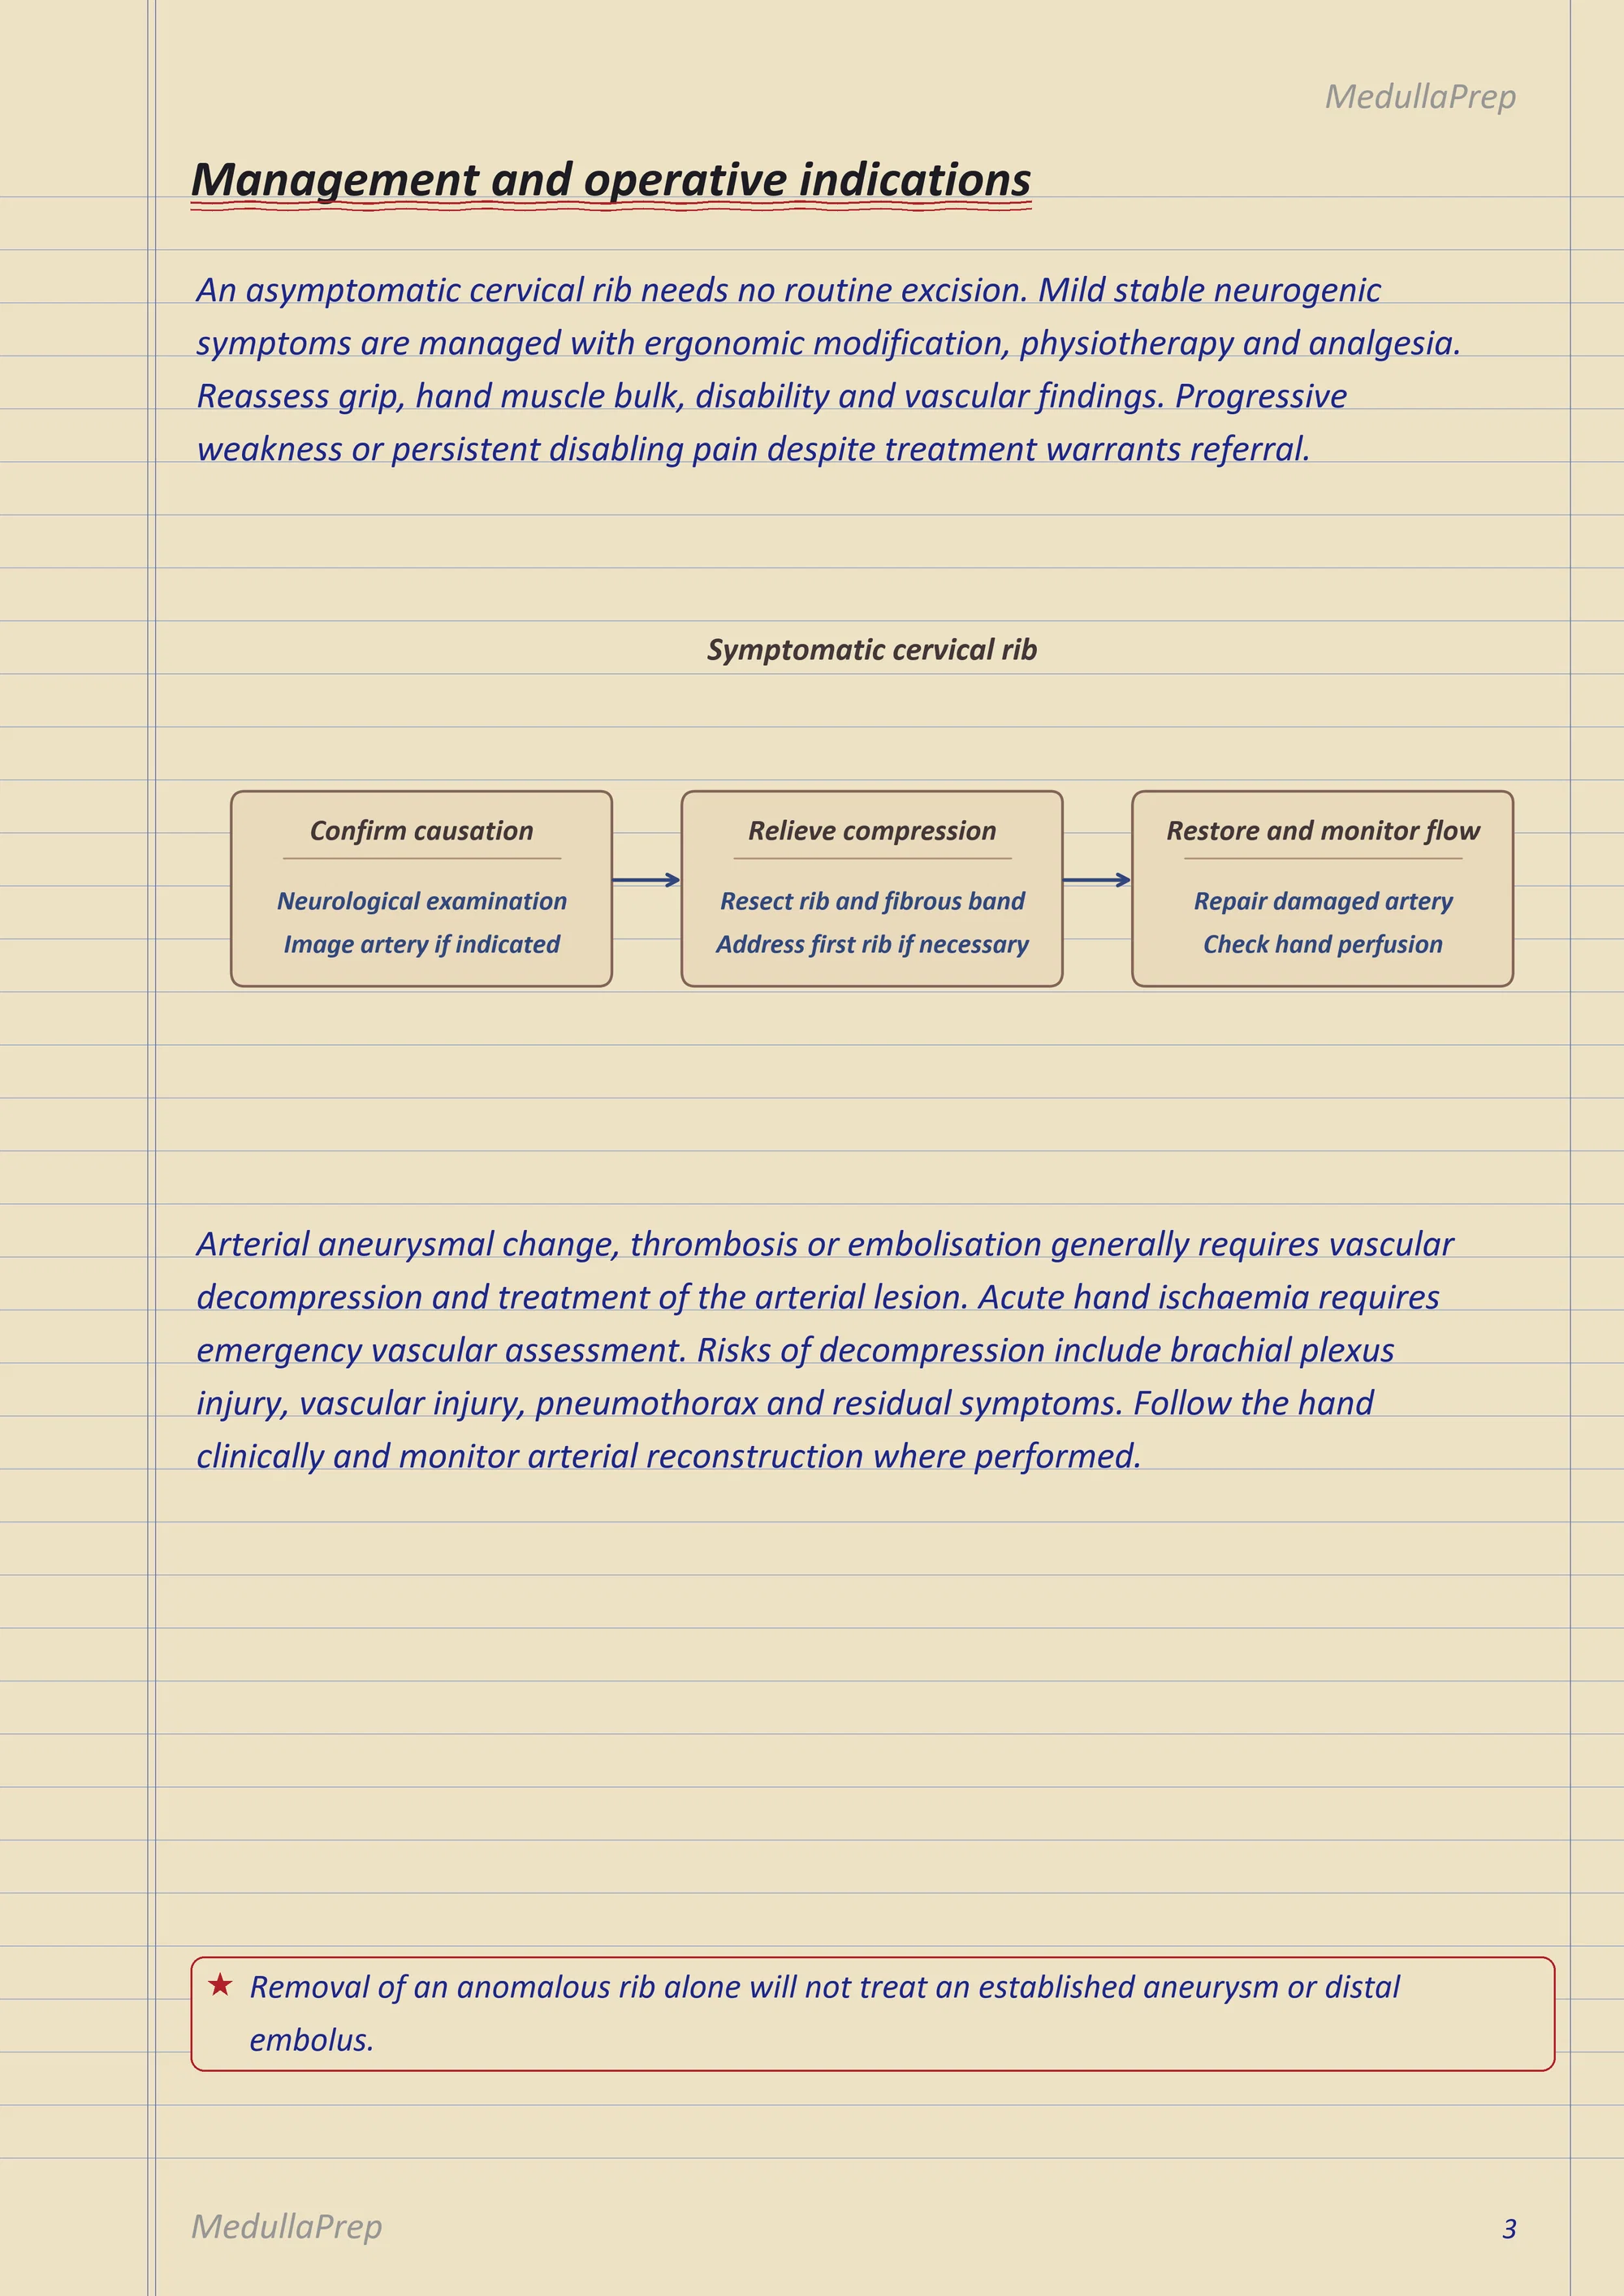 MedullaPrep
Management and operative indications
An asymptomatic cervical rib needs no routine excision. Mild stable neurogenic
symptoms are managed with ergonomic modification, physiotherapy and analgesia.
Reassess grip, hand muscle bulk, disability and vascular findings. Progressive
weakness or persistent disabling pain despite treatment warrants referral.
Symptomatic cervical rib
Confirm causation
Neurological examination
Image artery if indicated
Relieve compression
Resect rib and fibrous band
Address first rib if necessary
Restore and monitor flow
Repair damaged artery
Check hand perfusion
Arterial aneurysmal change, thrombosis or embolisation generally requires vascular
decompression and treatment of the arterial lesion. Acute hand ischaemia requires
emergency vascular assessment. Risks of decompression include brachial plexus
injury, vascular injury, pneumothorax and residual symptoms. Follow the hand
clinically and monitor arterial reconstruction where performed.
★ Removal of an anomalous rib alone will not treat an established aneurysm or distal
embolus.
MedullaPrep
3